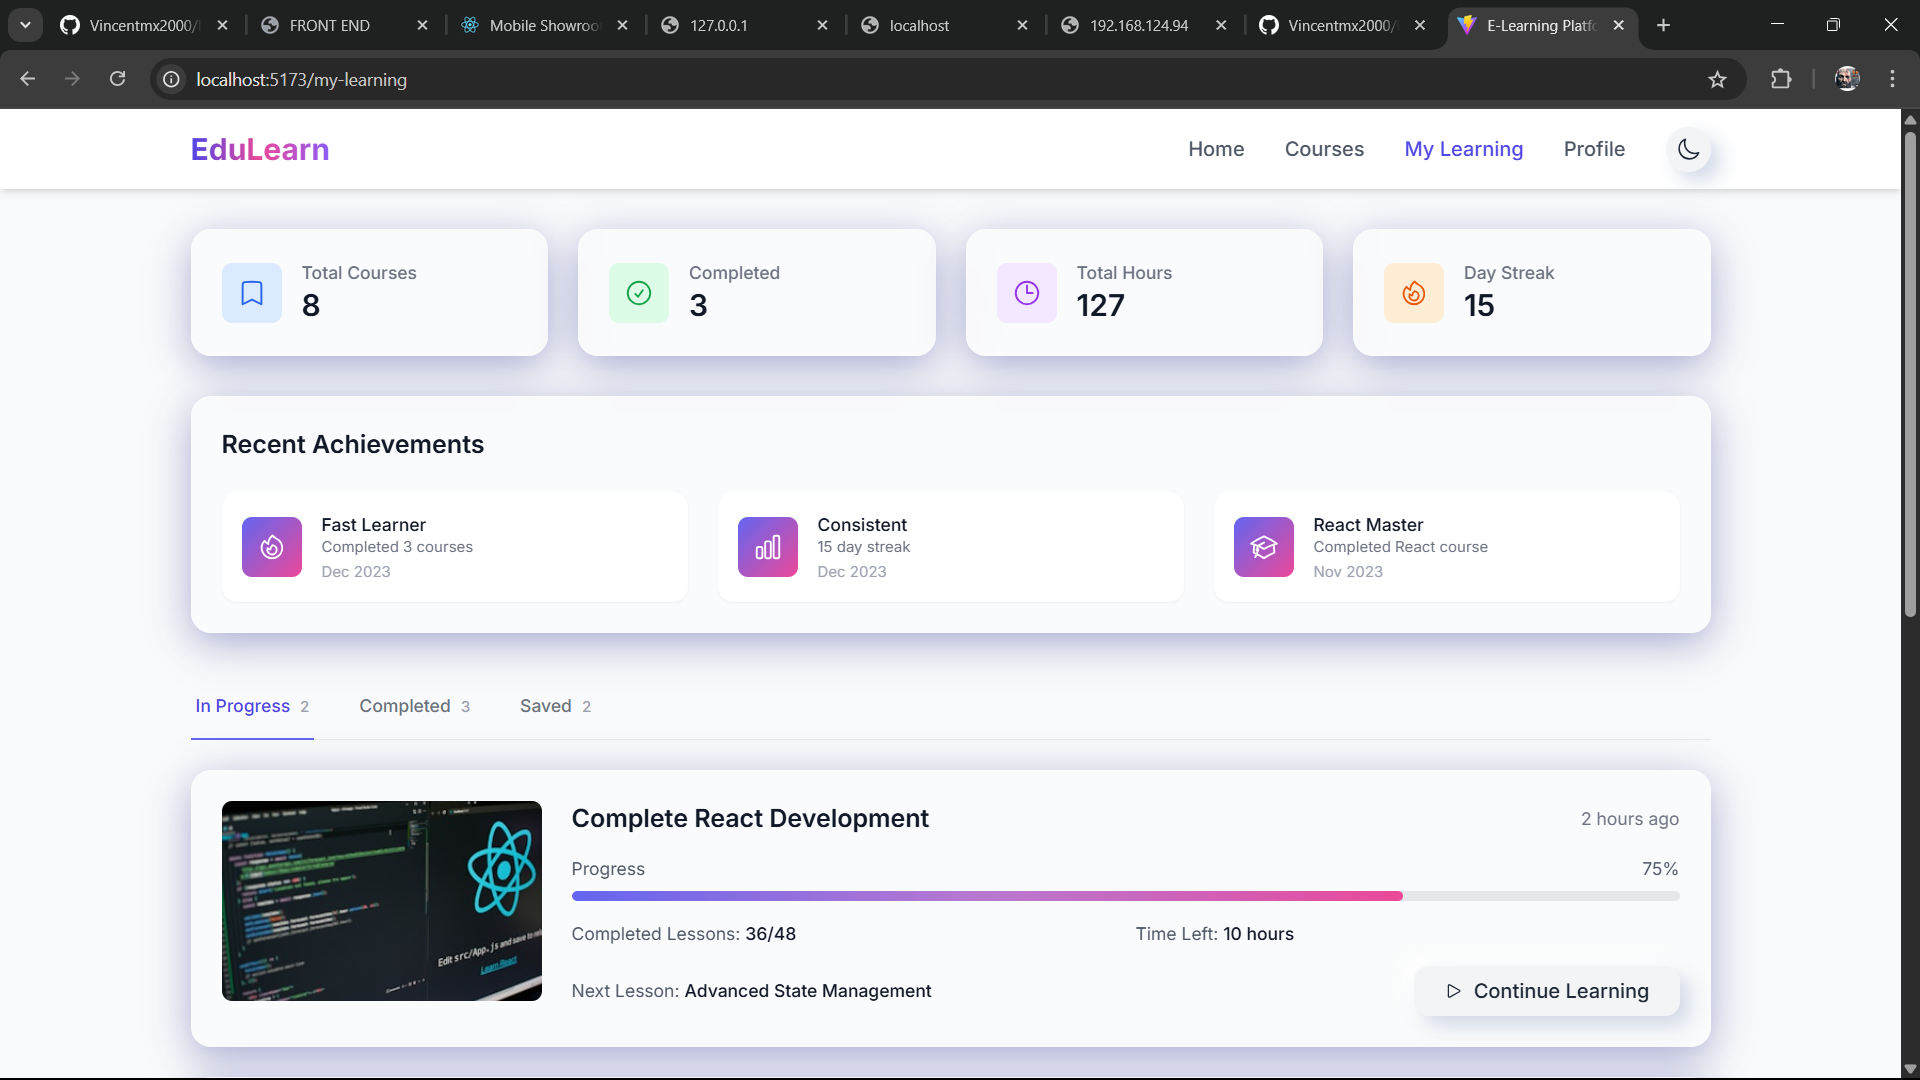 Vincentmx2000/
FRONT END
Mobile Showroo
127.0.0.1
localhost
192.168.124.94
Vincentmx2000/
E-Learning Platfo
localhost:5173/my-learning
EduLearn
Home
Courses
My Learning
Profile
Total Courses
8
Completed
3
Total Hours
127
Day Streak
15
Recent Achievements
Fast Learner
Completed 3 courses
Dec 2023
Consistent
15 day streak
Dec 2023
React Master
Completed React course
Nov 2023
In Progress 2
Completed 3
Saved 2
Complete React Development
2 hours ago
Progress
75%
Completed Lessons: 36/48
Time Left: 10 hours
Next Lesson: Advanced State Management
Continue Learning
Edit src/App.js and save to rel
Learn React